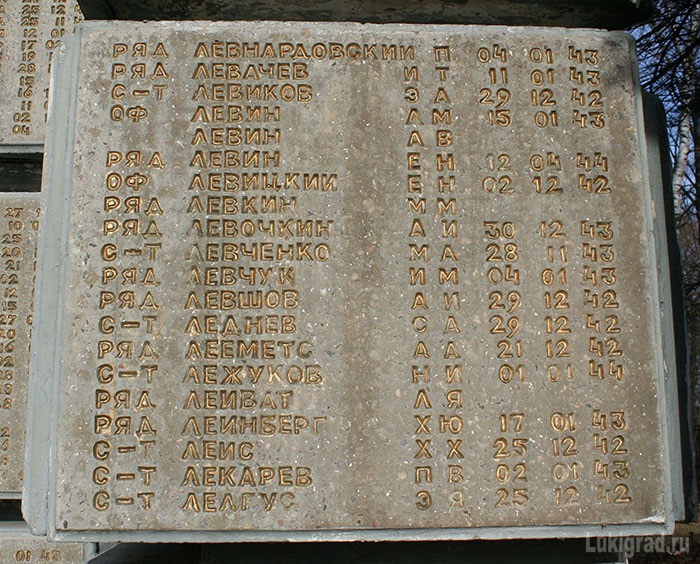 РЯД ЛЕВНАРДОВСКИЙ П 04 01 43
РЯД ЛЕВАЧЕВ И Т 11 01 43
С-Т ЛЕВИКОВ Э А 29 12 42
ОФ ЛЕВИН Л М 15 01 43
ЛЕВИН А В
РЯД ЛЕВИН Е Н 12 04 44
ОФ ЛЕВИЦКИЙ Е Н 02 12 42
РЯД ЛЕВКИН М М
РЯД ЛЕВОЧКИН А И 30 12 43
С-Т ЛЕВЧЕНКО М А 28 11 43
РЯД ЛЕВЧУК И М 04 01 43
РЯД ЛЕВШОВ А И 29 12 42
С-Т ЛЕДНЕВ С А 29 12 42
РЯД ЛЕЕМЕТС А А 21 12 42
С-Т ЛЕЖУКОВ Н И 01 01 44
РЯД ЛЕИВАТ Л Я
РЯД ЛЕИНБЕРГ Х Ю 17 01 43
С-Т ЛЕИС Х Х 25 12 42
С-Т ЛЕКАРЕВ П В 02 01 43
С-Т ЛЕЛГУС Э Я 25 12 42
Lukigrad.ru
01 43